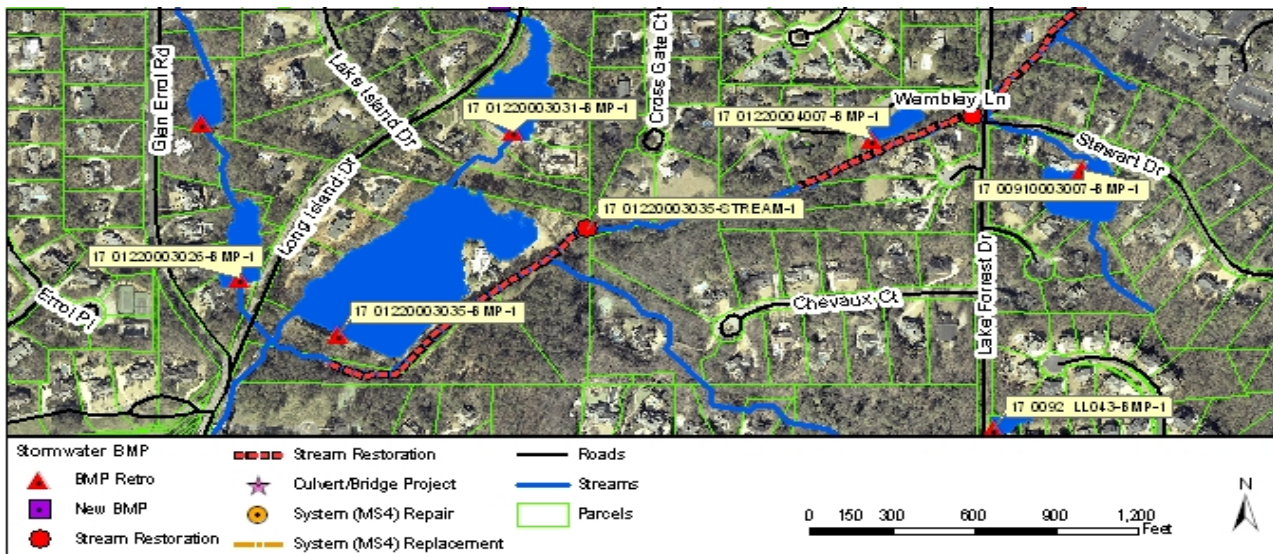 Glen Errol Rd
Lake Island Dr
Long Island Dr
Cross Gate Ct
17 01220003031-BMP-1
17 01220004007-BMP-1
Wembley Ln
Stewart Dr
17 00910003007-BMP-1
17 01220003035-STREAM-1
17 01220003026-BMP-1
17 01220003035-BMP-1
Errol Pl
Chevaux Ct
Lake Forrest Dr
17 0092 LL043-BMP-1
Stormwater BMP
BMP Retro
New BMP
Stream Restoration
Stream Restoration
Culvert/Bridge Project
System (MS4) Repair
System (MS4) Replacement
Roads
Streams
Parcels
0 150 300 600 900 1,200
Feet
N